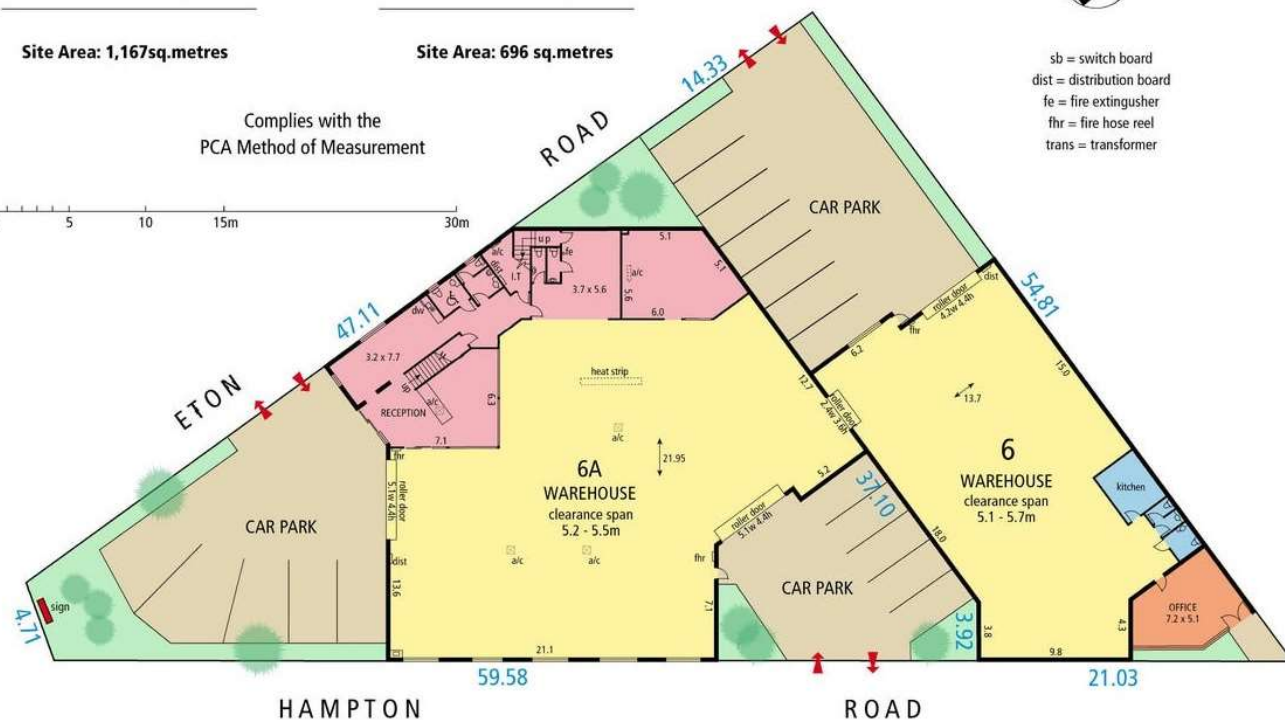 Site Area: 1,167sq.metres
Site Area: 696 sq.metres
Complies with the
PCA Method of Measurement
5 10 15m 30m
sb = switch board
dist = distribution board
fe = fire extingusher
fhr = fire hose reel
trans = transformer
ETON ROAD
14.33
47.11
4.71
54.81
37.10
3.92
59.58
21.03
HAMPTON ROAD
CAR PARK
dist
roller door
4.2w 4.4h
fhr
6.2
15.0
13.7
12.7
roller door
2.4w 3.6h
6
WAREHOUSE
clearance span
5.1 - 5.7m
kitchen
18.0
OFFICE
7.2 x 5.1
3.8
4.3
9.8
up
fe
a/c
dist
I.T
3.7 x 5.6
5.1
5.1
a/c
5.6
6.0
dw
3.2 x 7.7
up
a/c
RECEPTION
6.3
7.1
heat strip
a/c
21.95
6A
WAREHOUSE
clearance span
5.2 - 5.5m
a/c
a/c
fhr
roller door
5.1w 4.4h
dist
13.6
21.1
5.2
roller door
5.1w 4.4h
fhr
7.1
CAR PARK
CAR PARK
sign